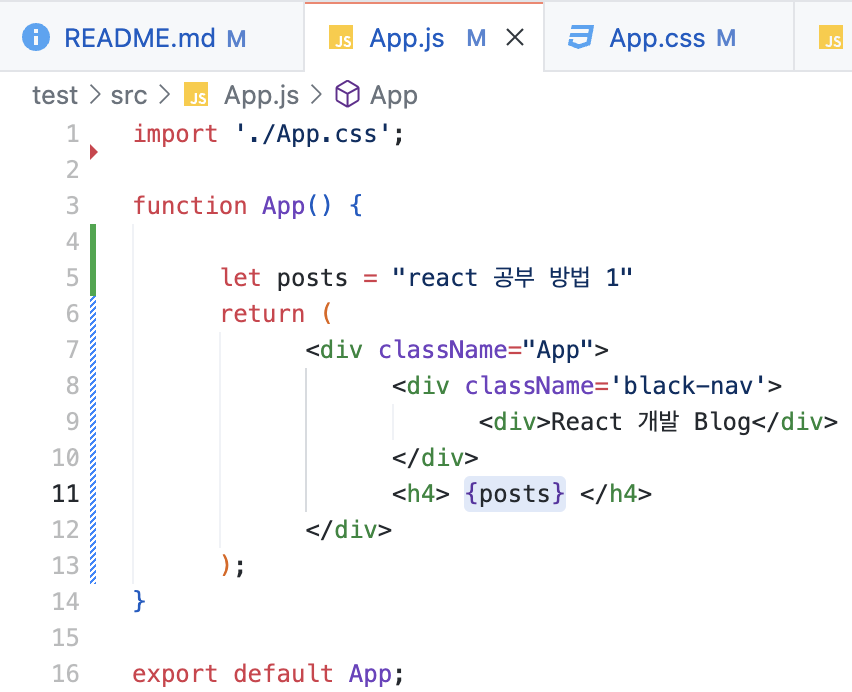 README.md M
JS App.js M
App.css M
JS
test > src > JS App.js > App
1 import './App.css';
2
3 function App() {
4
5 let posts = "react 공부 방법 1"
6 return (
7 <div className="App">
8 <div className='black-nav'>
9 <div>React 개발 Blog</div>
10 </div>
11 <h4> {posts} </h4>
12 </div>
13 );
14 }
15
16 export default App;